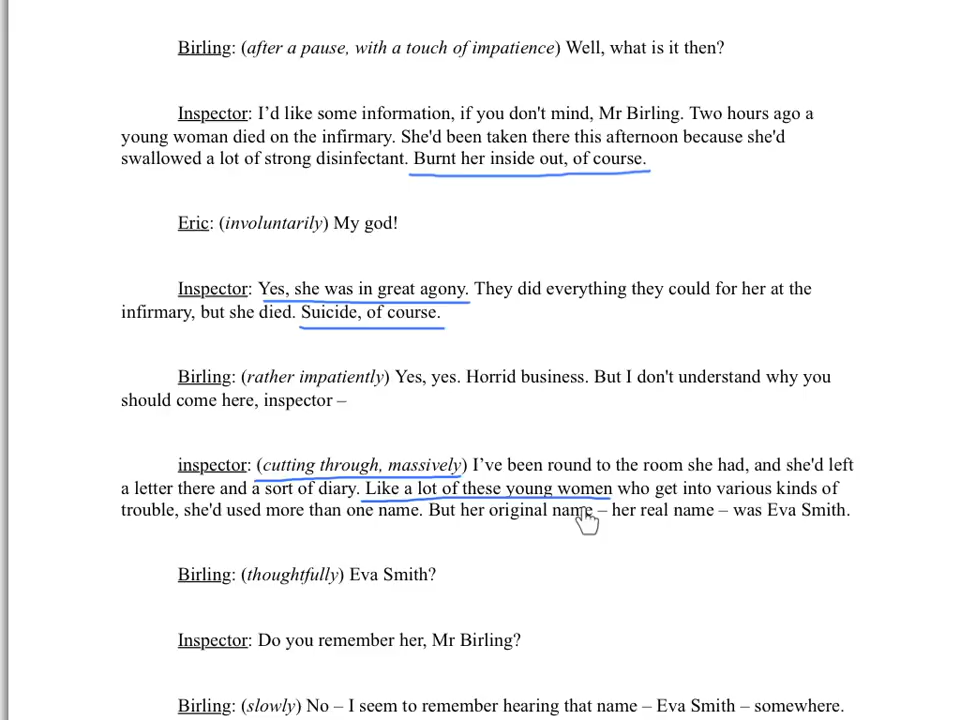 Birling: (after a pause, with a touch of impatience) Well, what is it then?
Inspector: I’d like some information, if you don't mind, Mr Birling. Two hours ago a
young woman died on the infirmary. She'd been taken there this afternoon because she'd
swallowed a lot of strong disinfectant. Burnt her inside out, of course.
Eric: (involuntarily) My god!
Inspector: Yes, she was in great agony. They did everything they could for her at the
infirmary, but she died. Suicide, of course.
Birling: (rather impatiently) Yes, yes. Horrid business. But I don't understand why you
should come here, inspector –
inspector: (cutting through, massively) I’ve been round to the room she had, and she'd left
a letter there and a sort of diary. Like a lot of these young women who get into various kinds of
trouble, she'd used more than one name. But her original name – her real name – was Eva Smith.
Birling: (thoughtfully) Eva Smith?
Inspector: Do you remember her, Mr Birling?
Birling: (slowly) No – I seem to remember hearing that name – Eva Smith – somewhere.